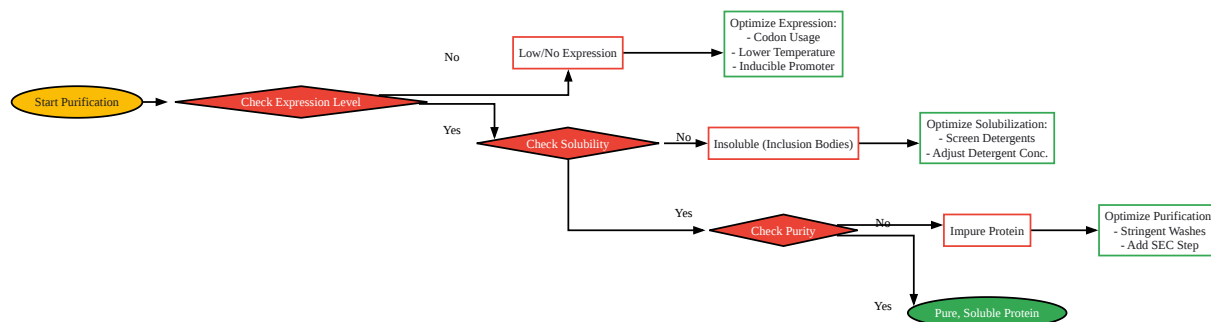 Optimize Expression:
- Codon Usage
- Lower Temperature
- Inducible Promoter
Low/No Expression
No
Start Purification
Check Expression Level
Yes
Check Solubility
No
Insoluble (Inclusion Bodies)
Optimize Solubilization:
- Screen Detergents
- Adjust Detergent Conc.
Yes
Check Purity
No
Impure Protein
Optimize Purification:
- Stringent Washes
- Add SEC Step
Yes
Pure, Soluble Protein